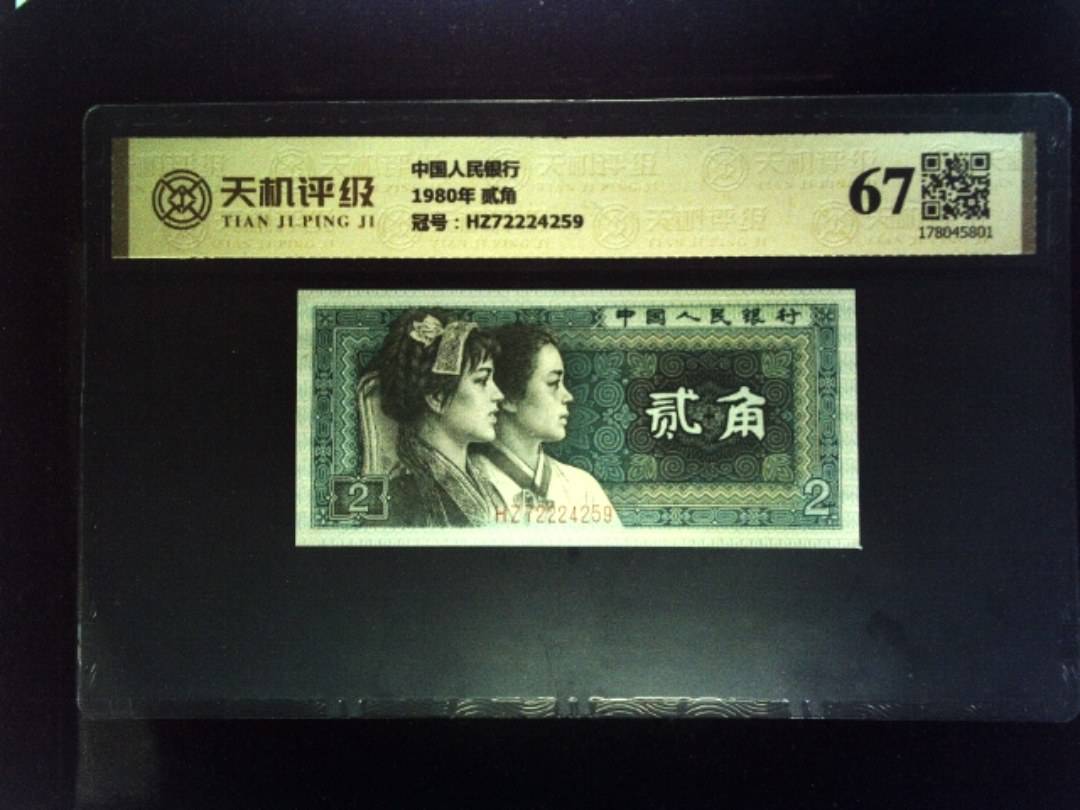 天机评级
TIAN JI PING JI
中国人民银行
1980年 贰角
冠号：HZ72224259
67
178045801
中国人民银行
贰角
2
2
HZ72224259